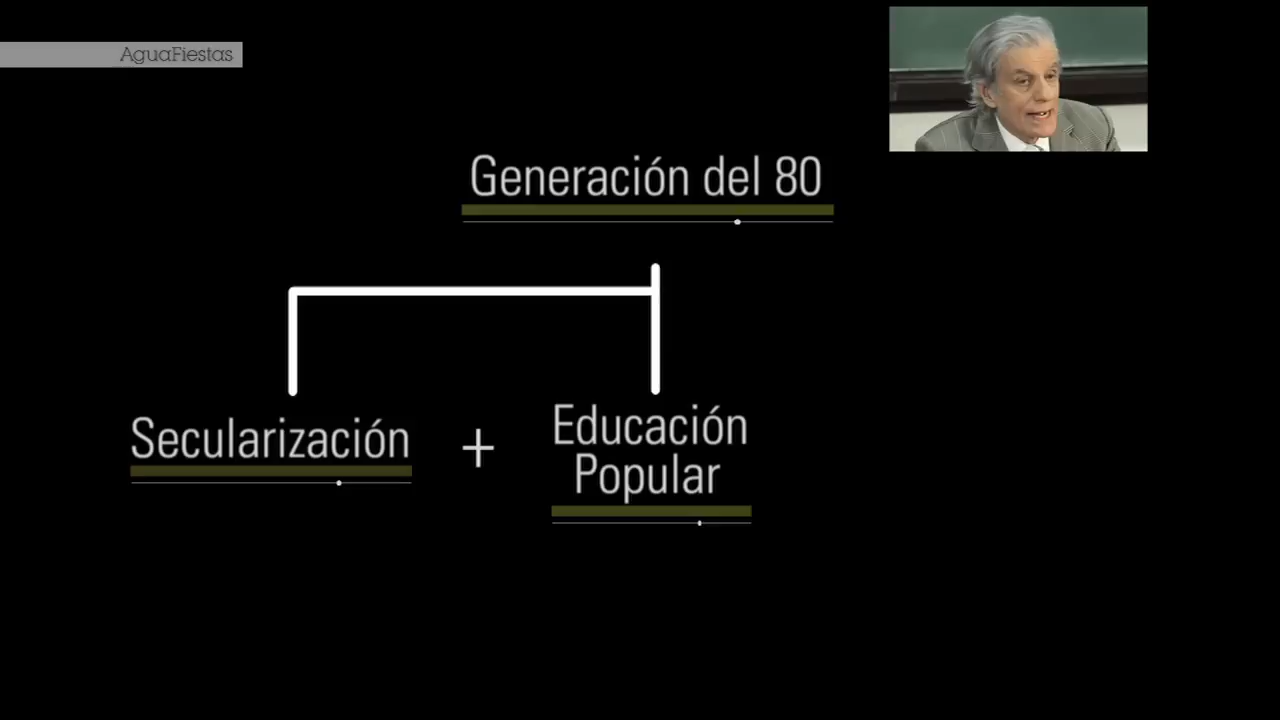 AguaFiestas
Generación del 80
Secularización
+
Educación
Popular